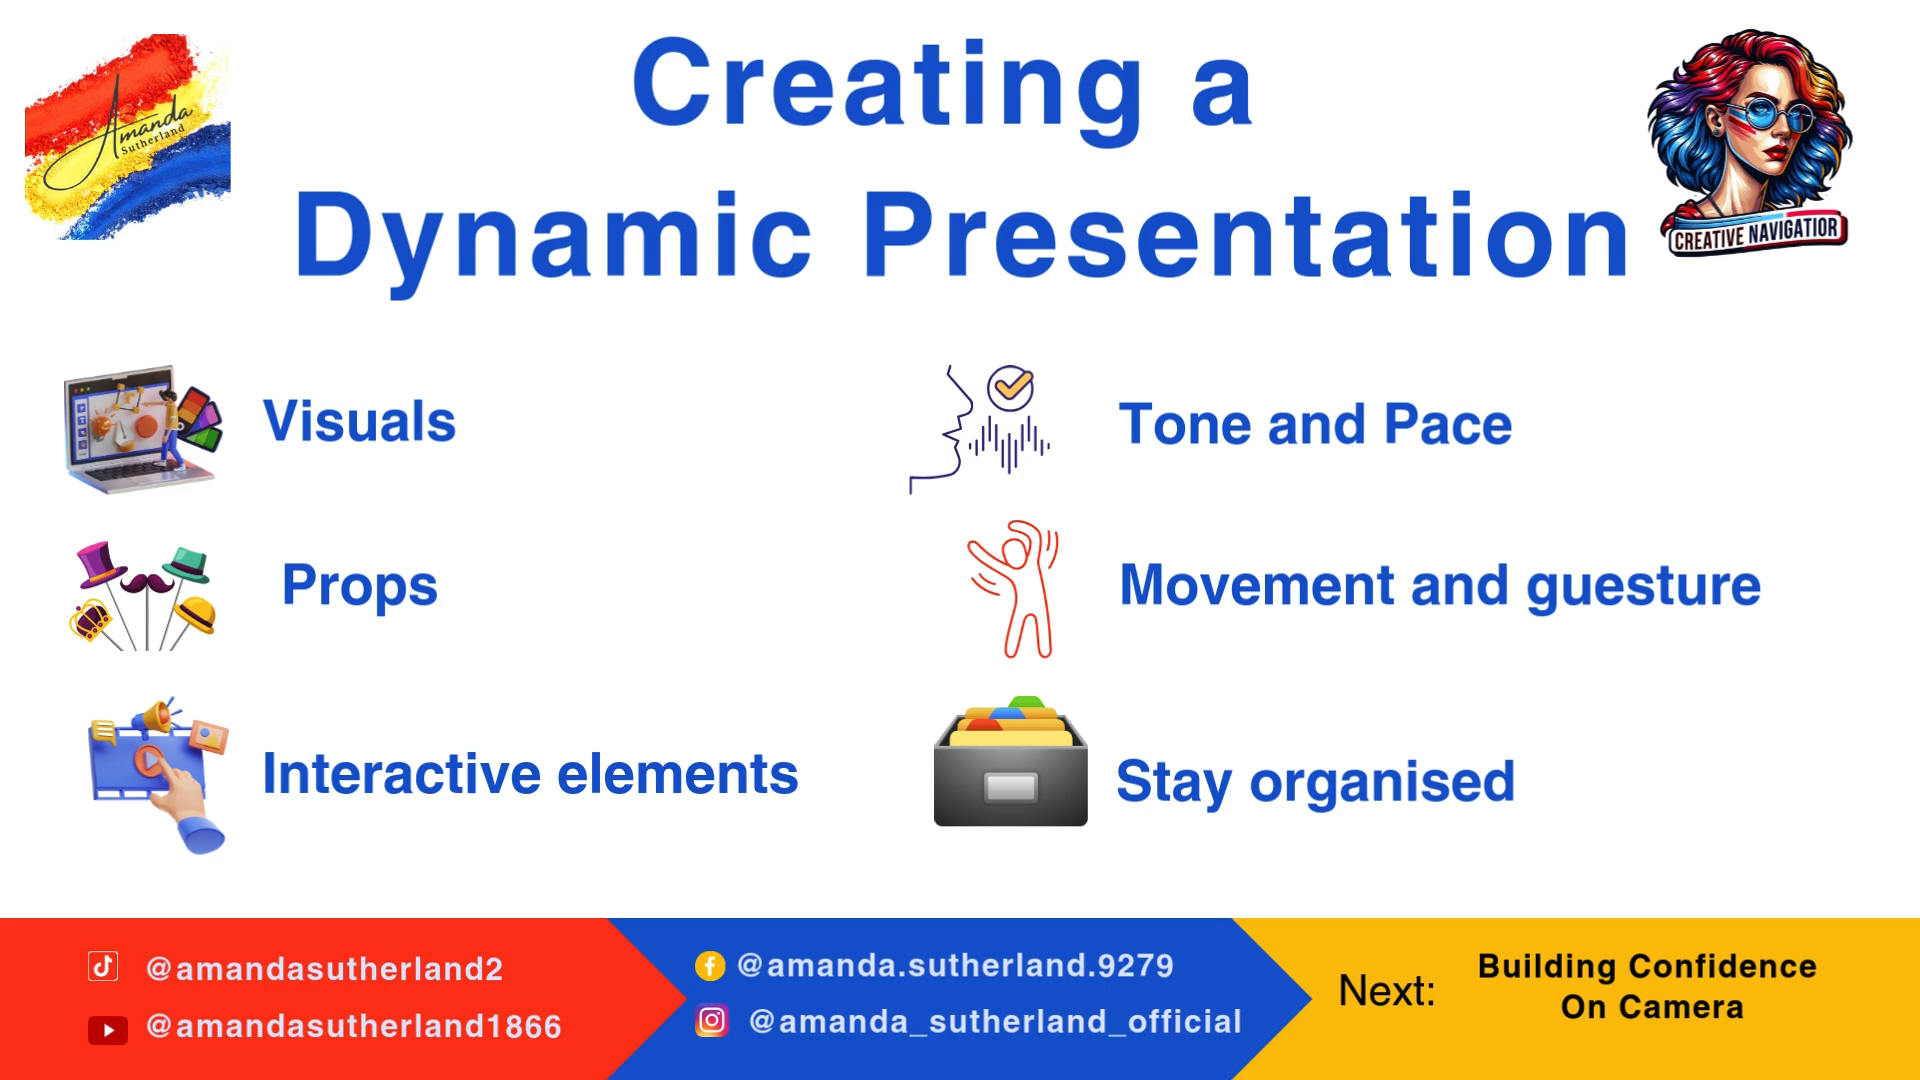 Amanda
Sutherland
Creating a
Dynamic Presentation
CREATIVE NAVIGATIOR
Visuals
Tone and Pace
Props
Movement and guesture
Interactive elements
Stay organised
@amandasutherland2
@amandasutherland1866
@amanda.sutherland.9279
@amanda_sutherland_official
Next:
Building Confidence
On Camera